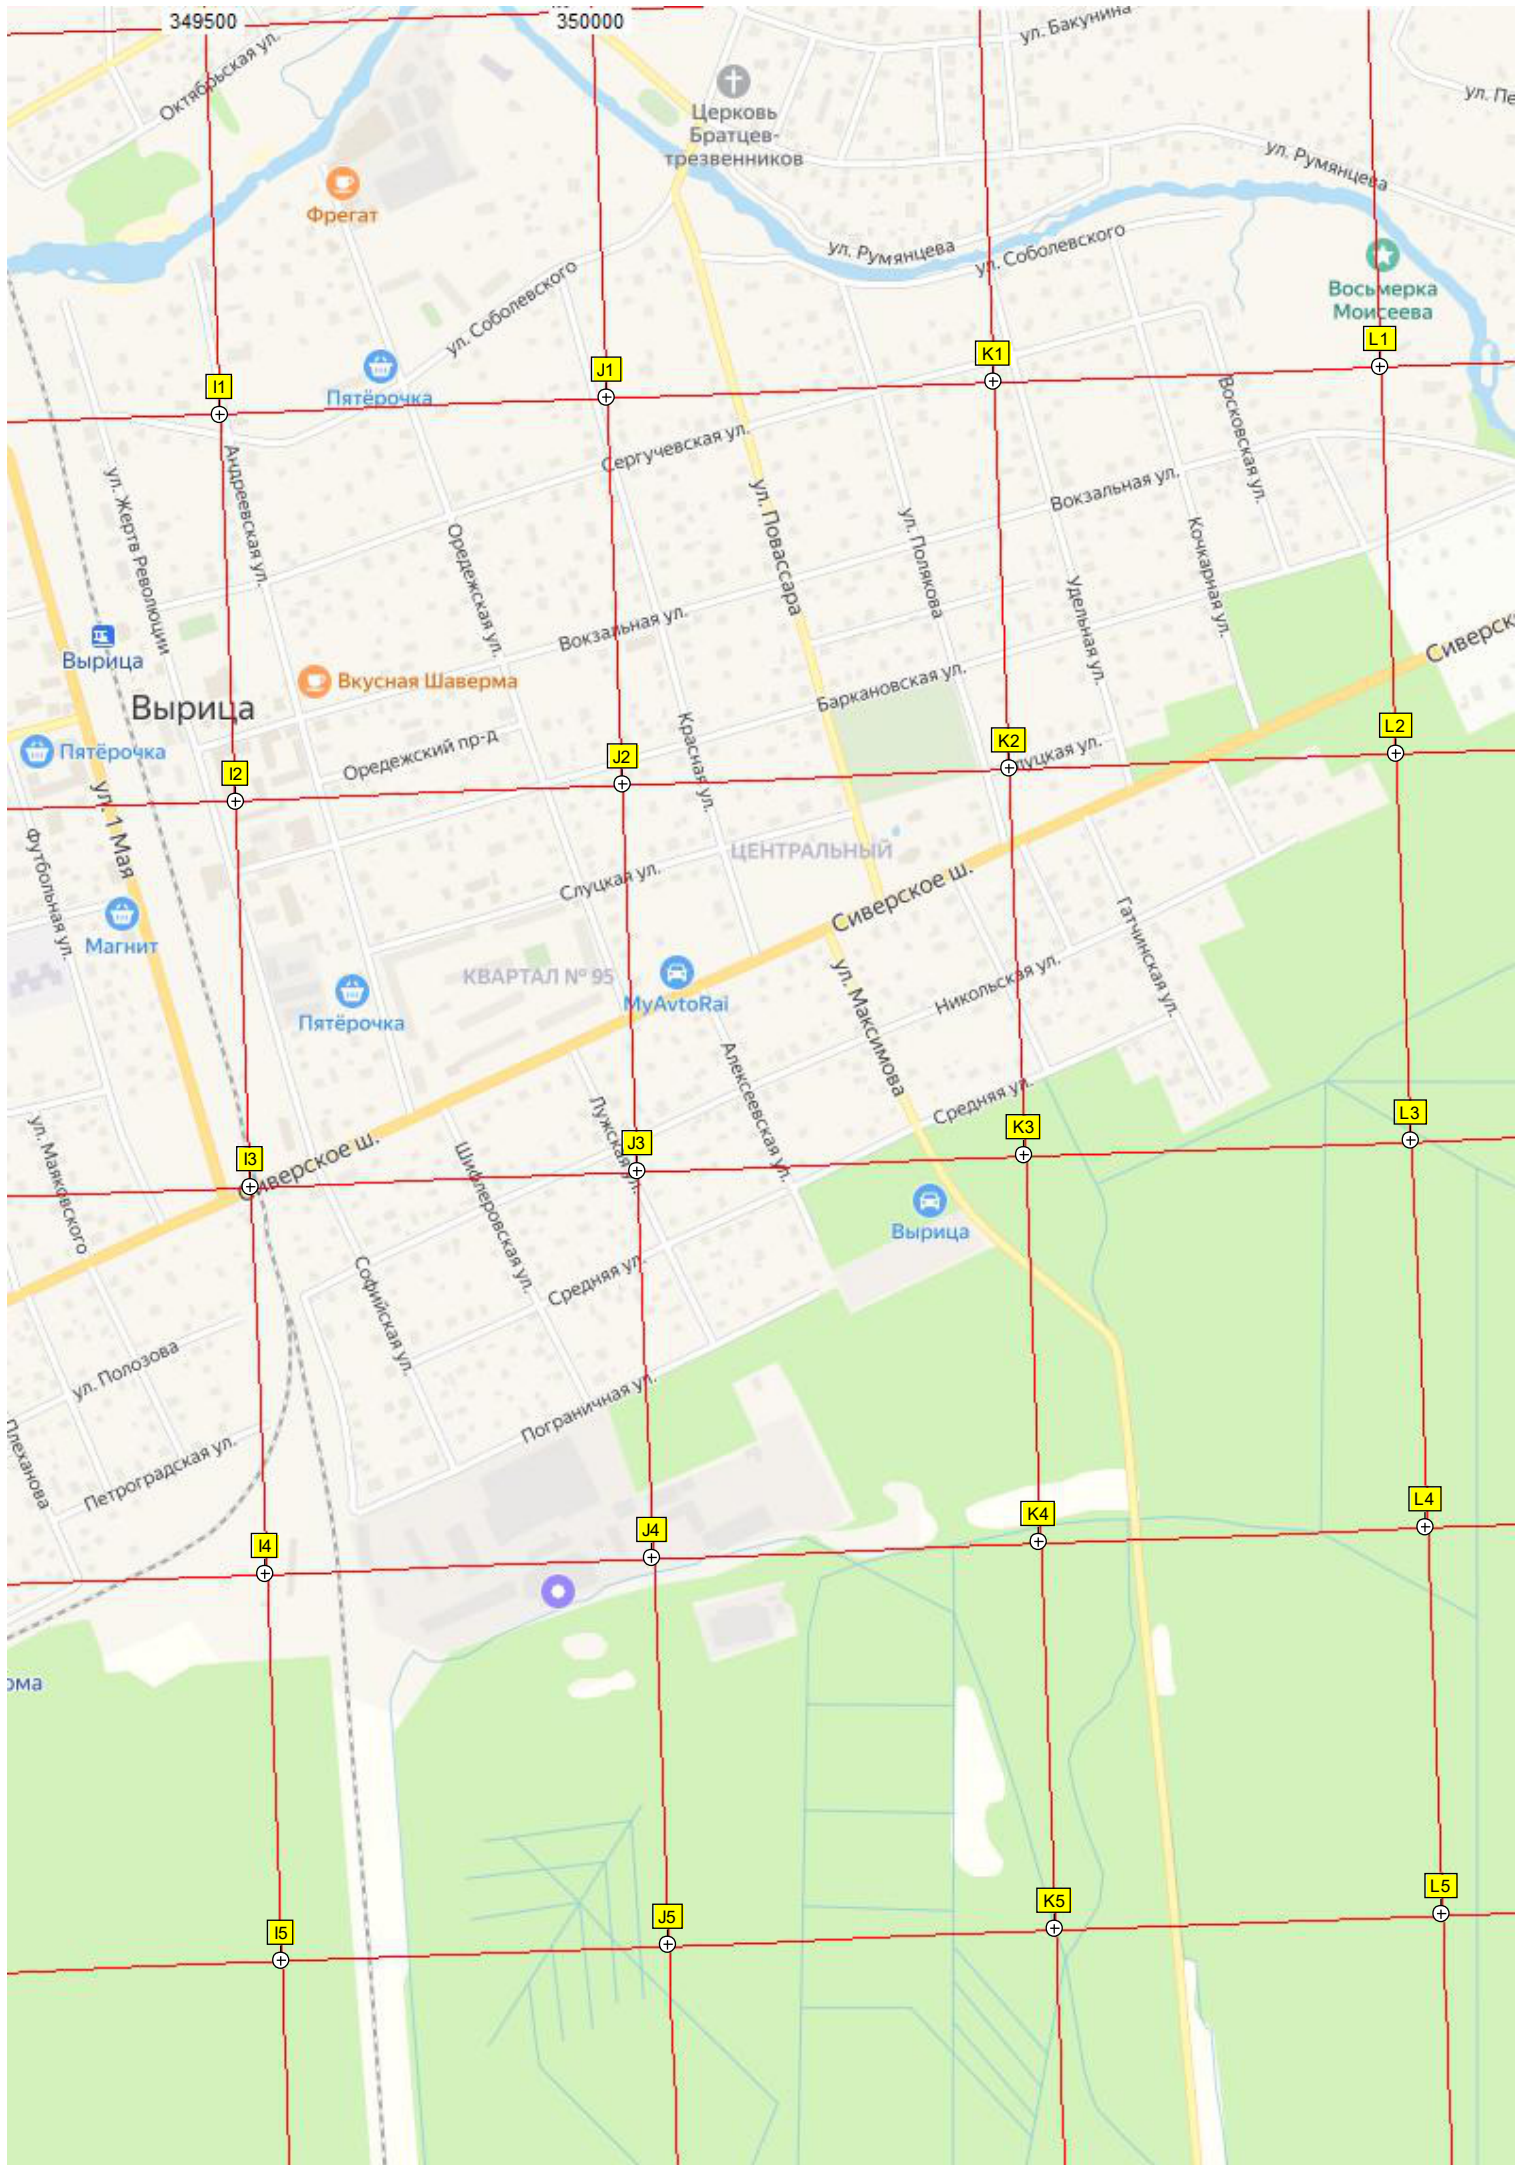 349500
350000
Октябрьская ул.
ул. Бакунина
Церковь
Братцев-
трезвенников
ул. Румянцева
Фрегат
ул. Румянцева
ул. Соболевского
ул. Соболевского
Восьмерка
Моисеева
I1
J1
K1
L1
Пятёрочка
Сергучевская ул.
Восковская ул.
Андреевская ул.
ул. Жертв Революции
Оредежская ул.
ул. Повассара
ул. Полякова
Вокзальная ул.
Кочкарная ул.
Удельная ул.
Вокзальная ул.
Вырица
Вкусная Шаверма
Вырица
Баркановская ул.
Красная ул.
Пятёрочка
Оредежский пр-д
I2
J2
K2
L2
ул. 1 Мая
Футбольная ул.
ЦЕНТРАЛЬНЫЙ
Слуцкая ул.
Сиверское ш.
Магнит
КВАРТАЛ № 95
MyAvtoRai
Пятёрочка
ул. Максимова
Никольская ул.
Гатчинская ул.
Алексеевская ул.
Средняя ул.
Лужская ул.
ул. Маяковского
Сиверское ш.
Шифлеровская ул.
I3
J3
K3
L3
Вырица
Софийская ул.
Средняя ул.
ул. Полозова
Пограничная ул.
Плеханова
Петроградская ул.
I4
J4
K4
L4
I5
J5
K5
L5